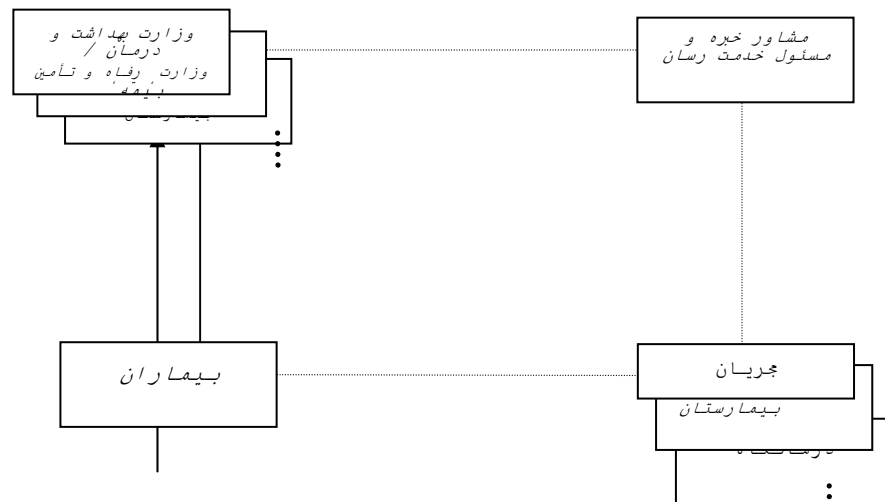 وزارت بهداشت و
درمان /
وزارت رفاه و تأمین
مشاور خبره و
مسئول خدمت رسان
بیماران
مجریان
بیمارستان